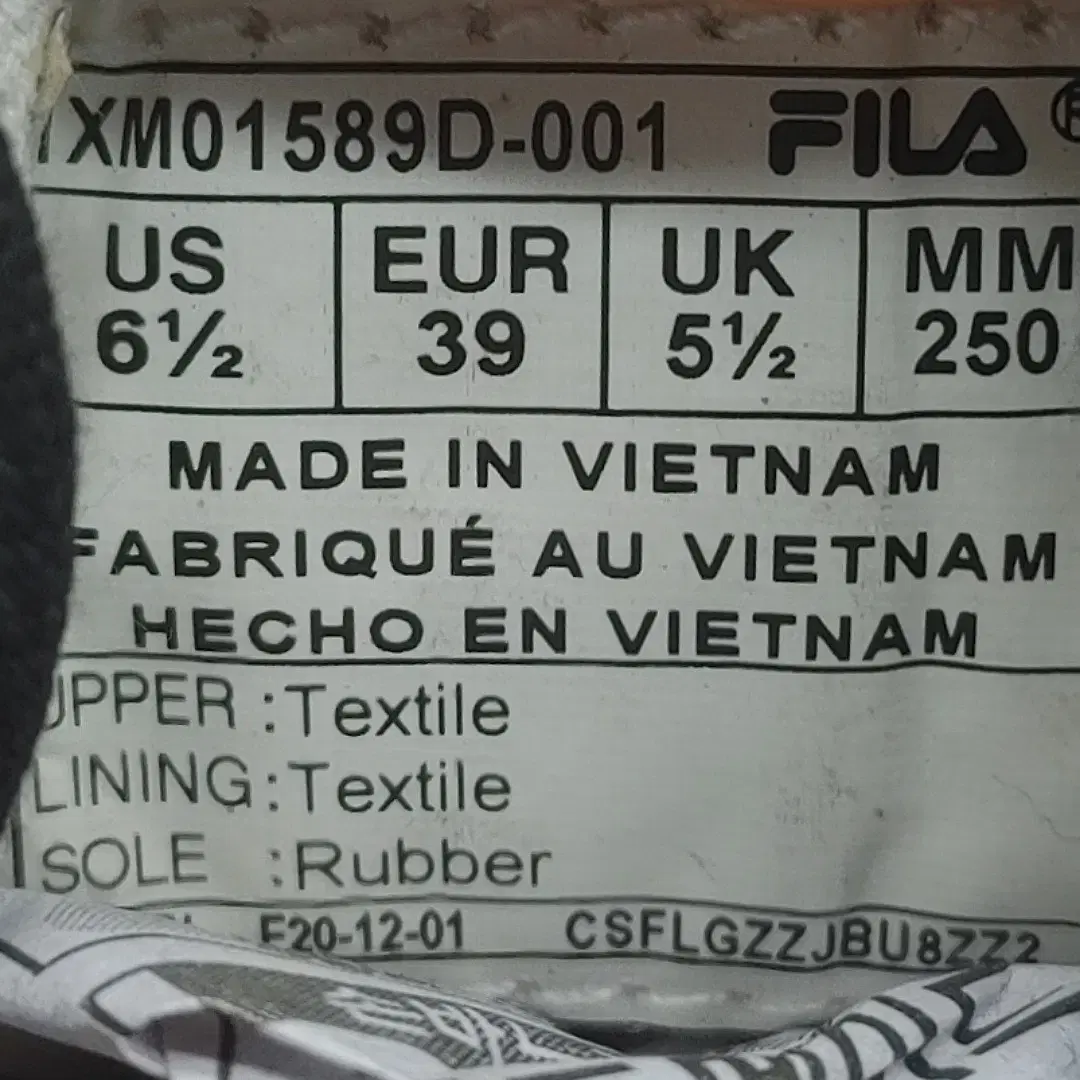 1XM01589D-001 FILA®
US EUR UK MM
6½ 39 5½ 250
MADE IN VIETNAM
FABRIQUÉ AU VIETNAM
HECHO EN VIETNAM
UPPER :Textile
LINING:Textile
SOLE :Rubber
F20-12-01 CSFLGZZJBU8ZZ2